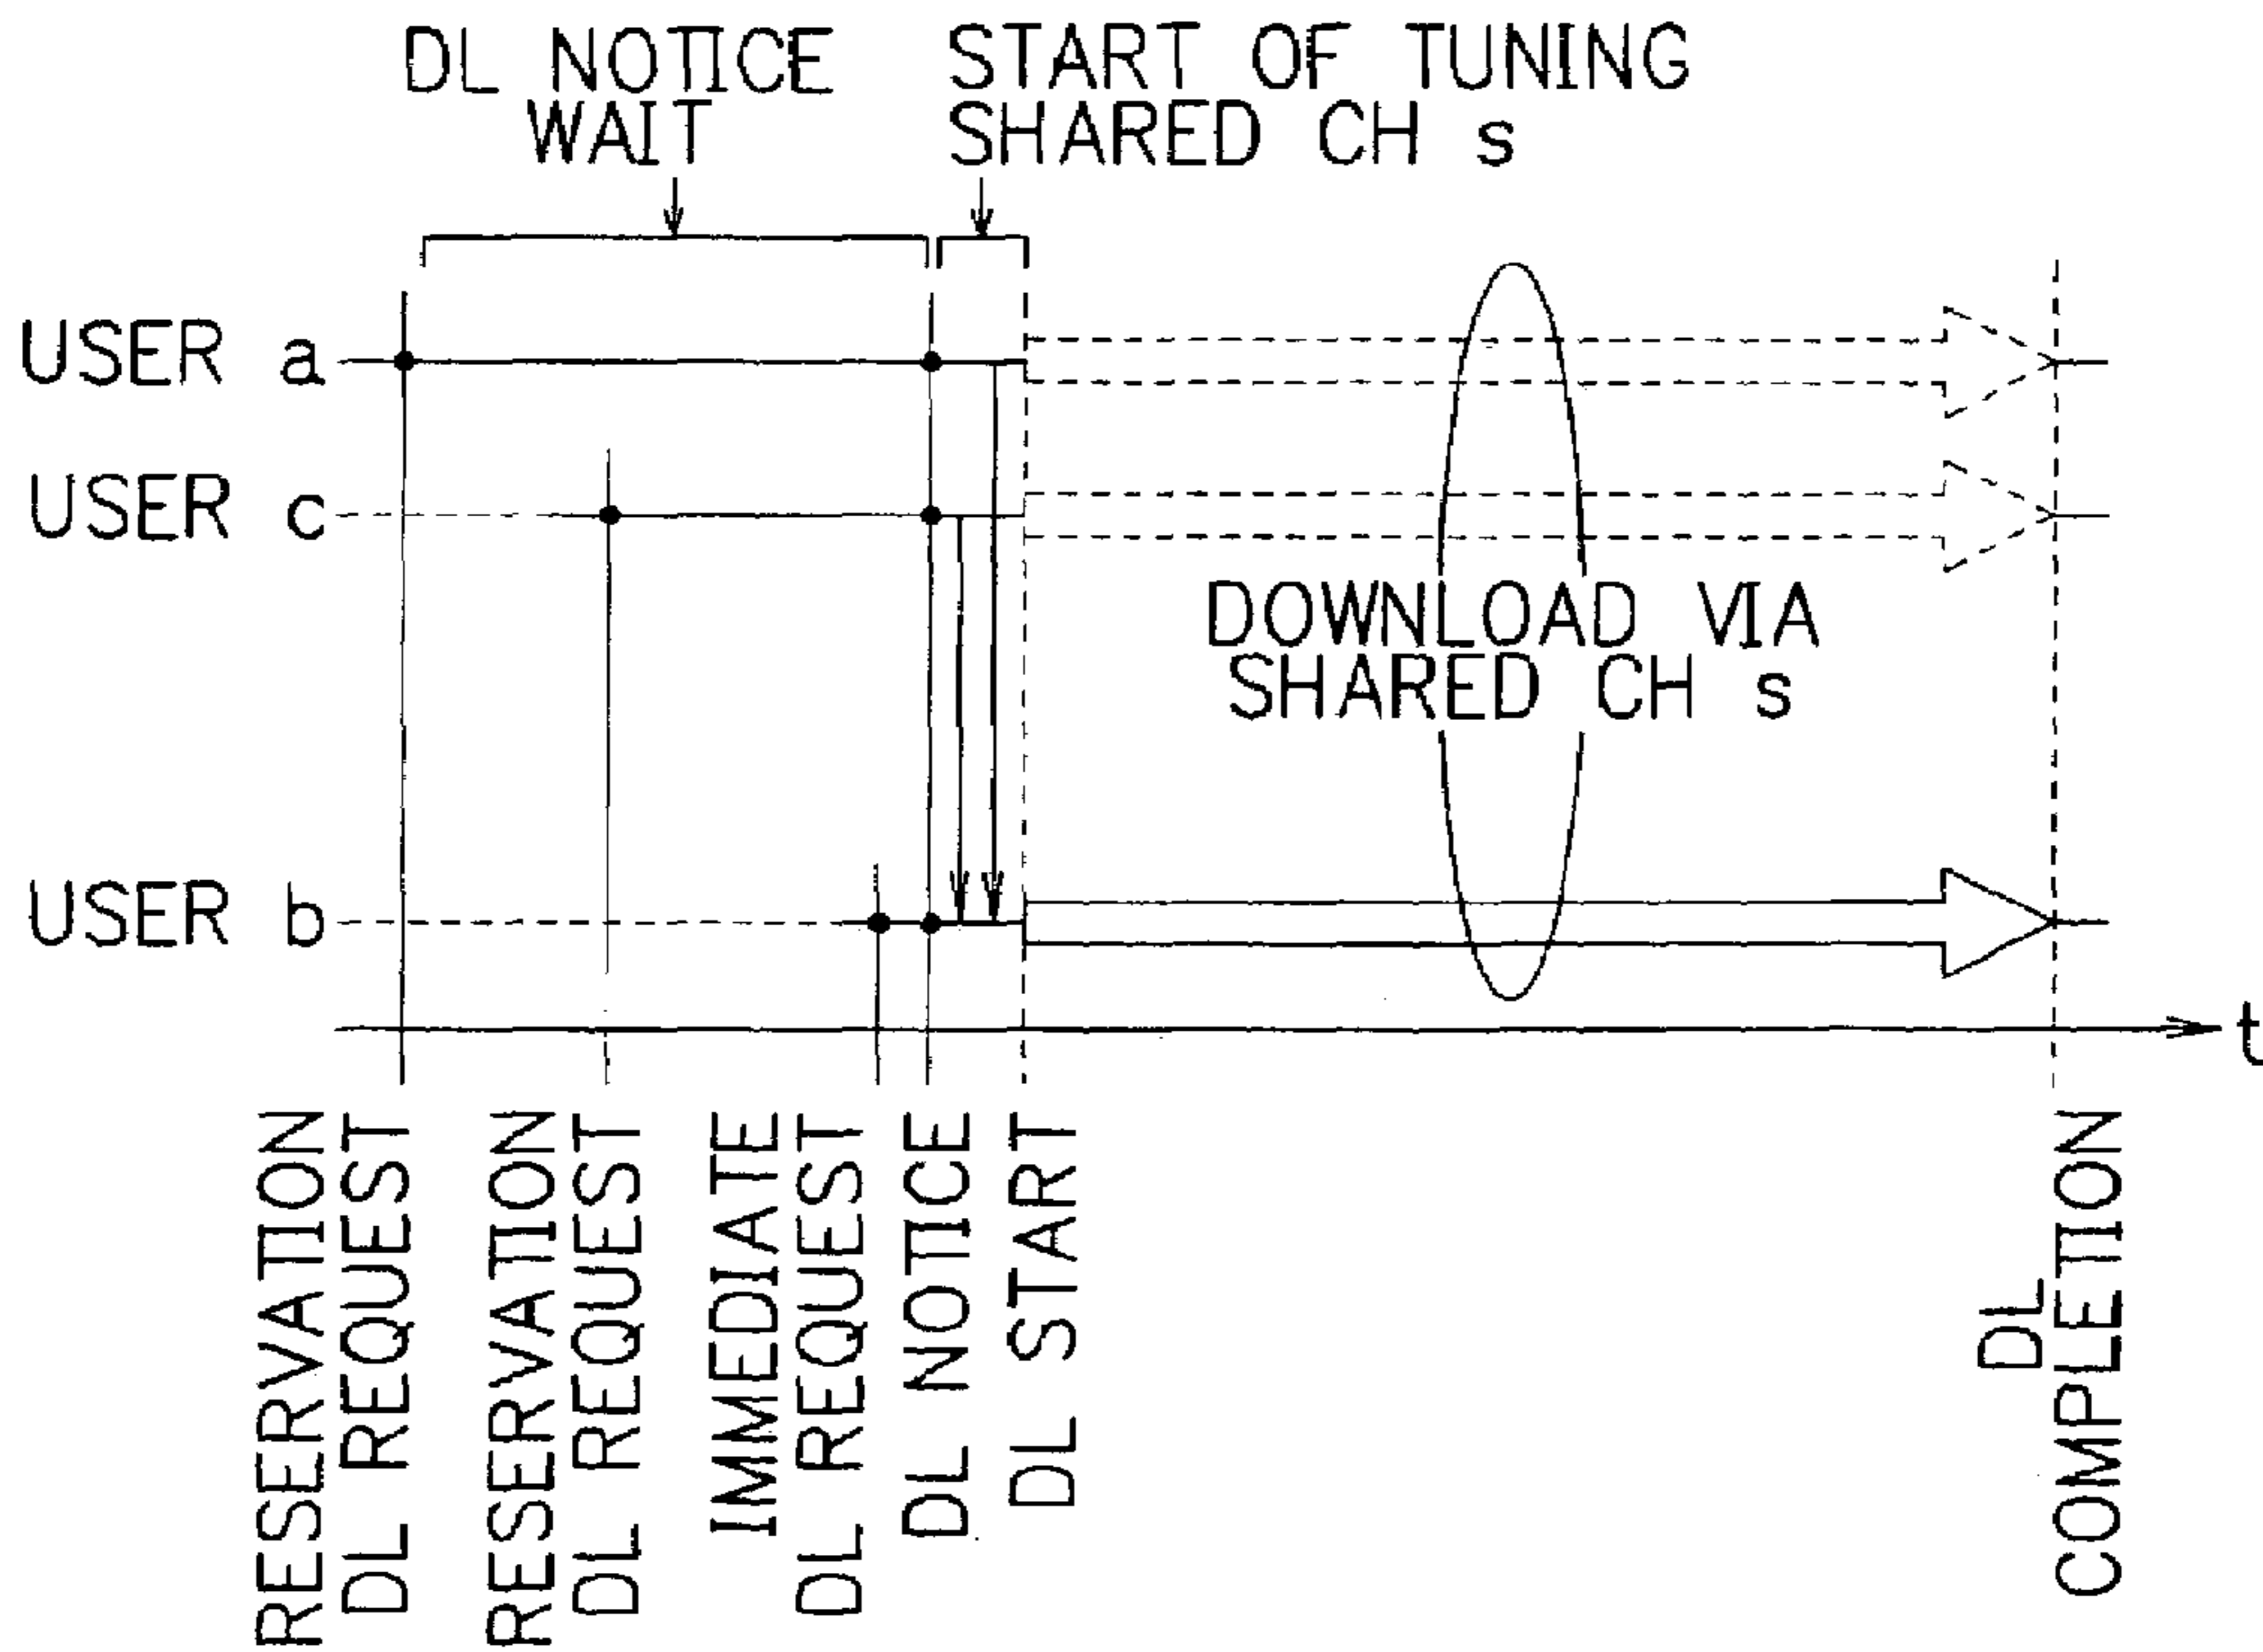 DL NOTICE
WAIT
START OF TUNING
SHARED CH s
USER a
USER c
DOWNLOAD VIA
SHARED CH s
USER b
t
RESERVATION
DL REQUEST
RESERVATION
DL REQUEST
IMMEDIATE
DL REQUEST
DL NOTICE
DL START
DL
COMPLETION